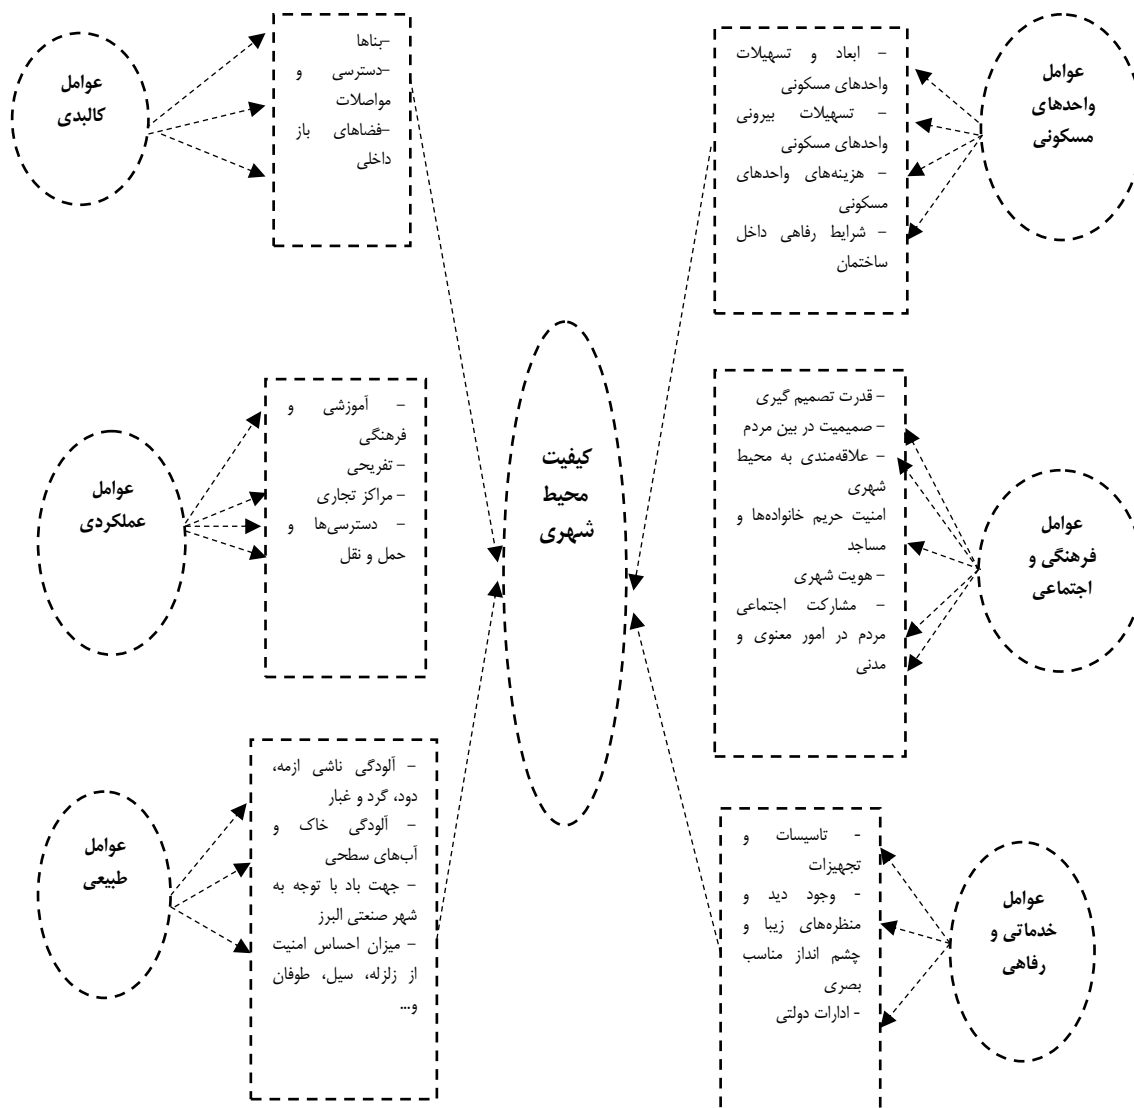 عوامل
واحدهای
مسکونی
- ابعاد و تسهیلات
واحدهای مسکونی
- تسهیلات بیرونی
واحدهای مسکونی
- هزینه‌های واحدهای
مسکونی
- شرایط رفاهی داخل
ساختمان
-بناها
-دسترسی و
مواصلات
-فضاهای باز
داخلی
عوامل
کالبدی
عوامل
فرهنگی و
اجتماعی
- قدرت تصمیم گیری
- صمیمیت در بین مردم
- علاقه‌مندی به محیط
شهری
امنیت حریم خانواده‌ها و
مساجد
- هویت شهری
- مشارکت اجتماعی
مردم در امور معنوی و
مدنی
کیفیت
محیط
شهری
- آموزشی و
فرهنگی
- تفریحی
- مراکز تجاری
- دسترسی‌ها و
حمل و نقل
عوامل
عملکردی
عوامل
خدماتی و
رفاهی
- تاسیسات و
تجهیزات
- وجود دید و
منظره‌های زیبا و
چشم انداز مناسب
بصری
- ادارات دولتی
- آلودگی ناشی ازمه،
دود، گرد و غبار
- آلودگی خاک و
آب‌های سطحی
- جهت باد با توجه به
شهر صنعتی البرز
- میزان احساس امنیت
از زلزله، سیل، طوفان
و...
عوامل
طبیعی